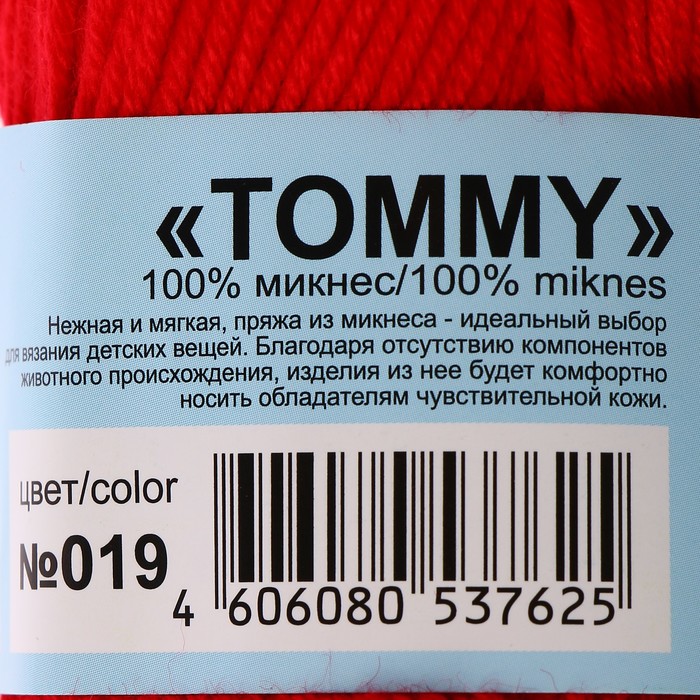 «TOMMY»
100% микнес/100% miknes
Нежная и мягкая, пряжа из микнеса - идеальный выбор
для вязания детских вещей. Благодаря отсутствию компонентов
животного происхождения, изделия из нее будет комфортно
носить обладателям чувствительной кожи.
цвет/color
№019
4 606080 537625